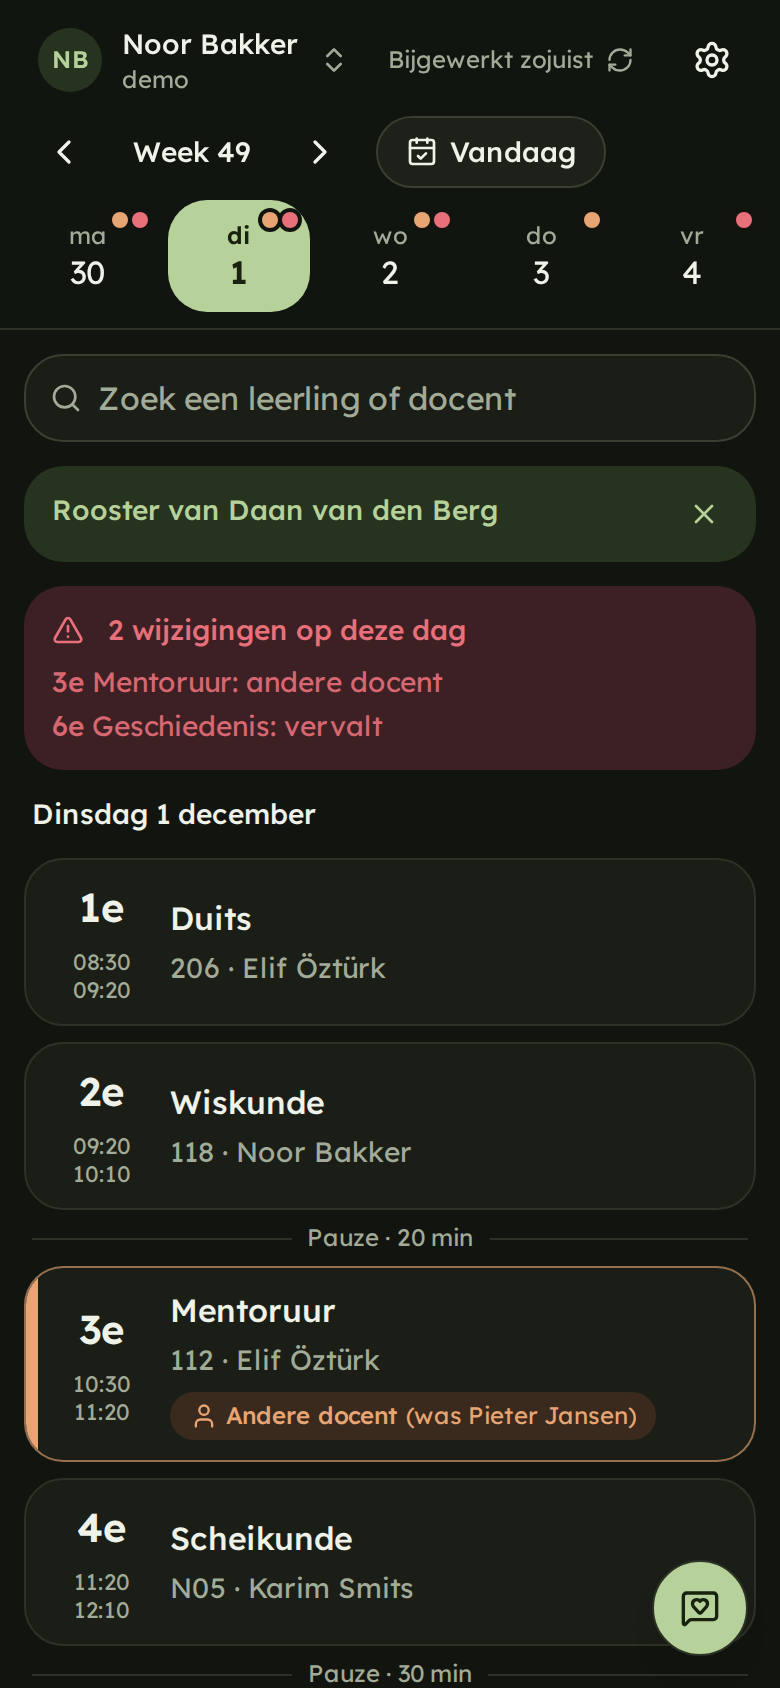 NB
Noor Bakker
demo
Bijgewerkt zojuist
Week 49
Vandaag
ma
30
di
1
wo
2
do
3
vr
4
Zoek een leerling of docent
Rooster van Daan van den Berg
2 wijzigingen op deze dag
3e Mentoruur: andere docent
6e Geschiedenis: vervalt
Dinsdag 1 december
1e
08:30
09:20
Duits
206 · Elif Öztürk
2e
09:20
10:10
Wiskunde
118 · Noor Bakker
Pauze · 20 min
3e
10:30
11:20
Mentoruur
112 · Elif Öztürk
Andere docent (was Pieter Jansen)
4e
11:20
12:10
Scheikunde
N05 · Karim Smits
Pauze · 30 min